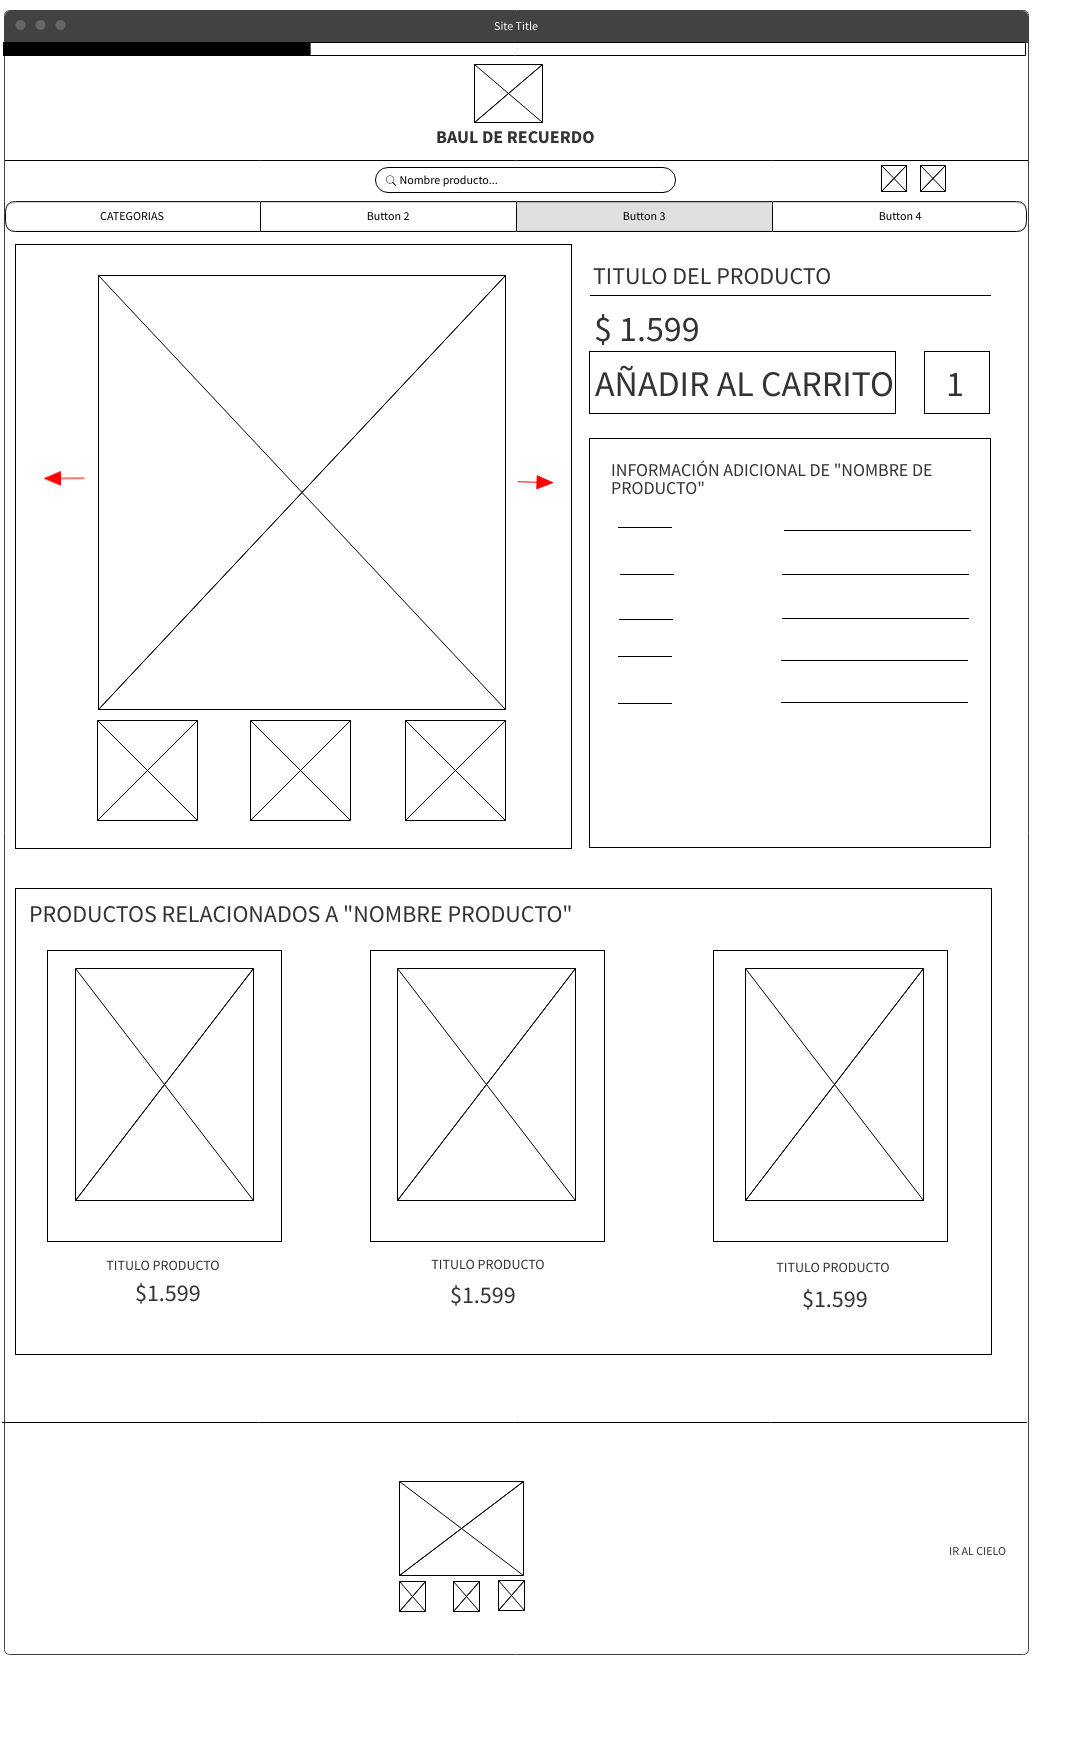 Site Title
BAUL DE RECUERDO
Nombre producto...
CATEGORIAS
Button 2
Button 3
Button 4
TITULO DEL PRODUCTO
$ 1.599
AÑADIR AL CARRITO
1
INFORMACIÓN ADICIONAL DE "NOMBRE DE
PRODUCTO"
PRODUCTOS RELACIONADOS A "NOMBRE PRODUCTO"
TITULO PRODUCTO
$1.599
TITULO PRODUCTO
$1.599
TITULO PRODUCTO
$1.599
IR AL CIELO